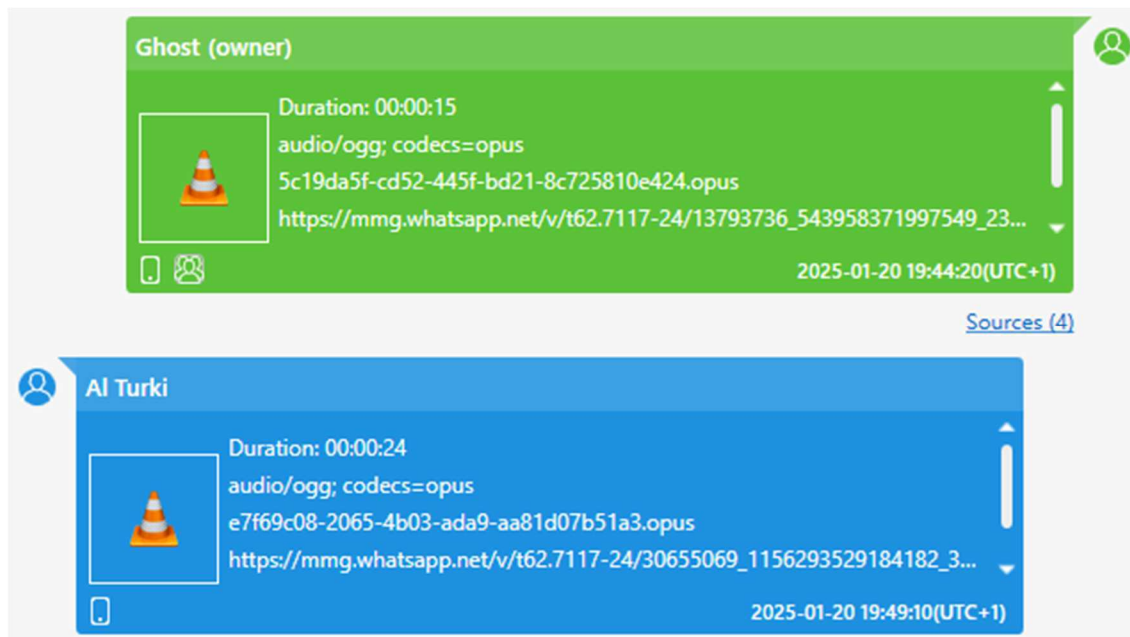 Ghost (owner)
Duration: 00:00:15
audio/ogg; codecs=opus
5c19da5f-cd52-445f-bd21-8c725810e424.opus
https://mmg.whatsapp.net/v/t62.7117-24/13793736_543958371997549_23...
2025-01-20 19:44:20(UTC+1)
Sources (4)
Al Turki
Duration: 00:00:24
audio/ogg; codecs=opus
e7f69c08-2065-4b03-ada9-aa81d07b51a3.opus
https://mmg.whatsapp.net/v/t62.7117-24/30655069_1156293529184182_3...
2025-01-20 19:49:10(UTC+1)